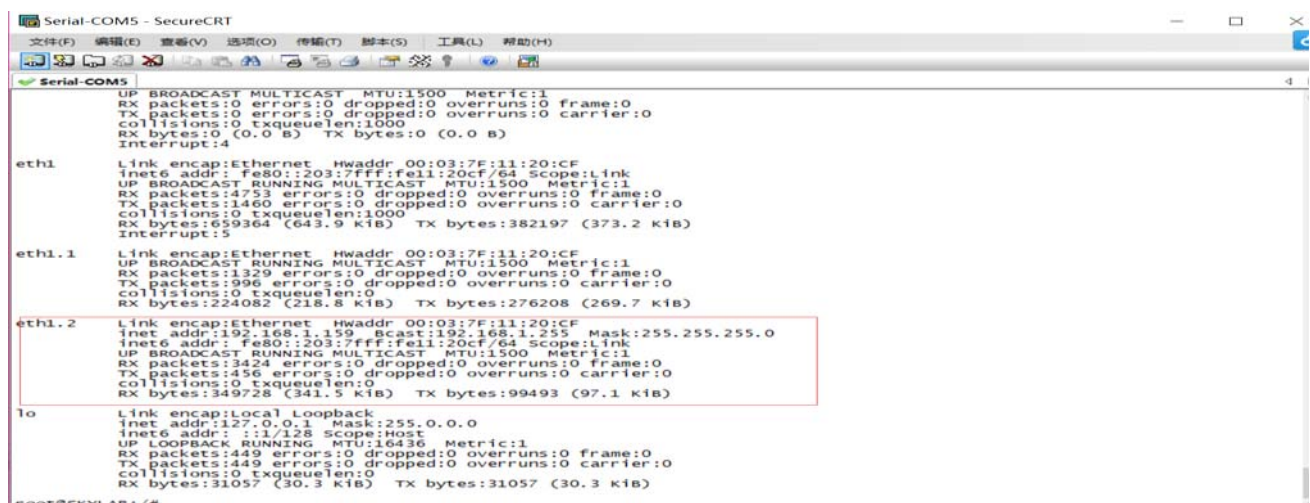 Serial-COM5 - SecureCRT
文件(F) 编辑(E) 查看(V) 选项(O) 传输(T) 脚本(S) 工具(L) 帮助(H)
Serial-COM5
UP BROADCAST MULTICAST MTU:1500 Metric:1
RX packets:0 errors:0 dropped:0 overruns:0 frame:0
TX packets:0 errors:0 dropped:0 overruns:0 carrier:0
collisions:0 txqueuelen:1000
RX bytes:0 (0.0 B) TX bytes:0 (0.0 B)
Interrupt:4
eth1 Link encap:Ethernet HWaddr 00:03:7F:11:20:CF
inet6 addr: fe80::203:7fff:fe11:20cf/64 Scope:Link
UP BROADCAST RUNNING MULTICAST MTU:1500 Metric:1
RX packets:4753 errors:0 dropped:0 overruns:0 frame:0
TX packets:1460 errors:0 dropped:0 overruns:0 carrier:0
collisions:0 txqueuelen:1000
RX bytes:659364 (643.9 KiB) TX bytes:382197 (373.2 KiB)
Interrupt:5
eth1.1 Link encap:Ethernet HWaddr 00:03:7F:11:20:CF
UP BROADCAST RUNNING MULTICAST MTU:1500 Metric:1
RX packets:1329 errors:0 dropped:0 overruns:0 frame:0
TX packets:996 errors:0 dropped:0 overruns:0 carrier:0
collisions:0 txqueuelen:0
RX bytes:224082 (218.8 KiB) TX bytes:276208 (269.7 KiB)
eth1.2 Link encap:Ethernet HWaddr 00:03:7F:11:20:CF
inet addr:192.168.1.159 Bcast:192.168.1.255 Mask:255.255.255.0
inet6 addr: fe80::203:7fff:fe11:20cf/64 Scope:Link
UP BROADCAST RUNNING MULTICAST MTU:1500 Metric:1
RX packets:3424 errors:0 dropped:0 overruns:0 frame:0
TX packets:456 errors:0 dropped:0 overruns:0 carrier:0
collisions:0 txqueuelen:0
RX bytes:349728 (341.5 KiB) TX bytes:99493 (97.1 KiB)
lo Link encap:Local Loopback
inet addr:127.0.0.1 Mask:255.0.0.0
inet6 addr: ::1/128 Scope:Host
UP LOOPBACK RUNNING MTU:16436 Metric:1
RX packets:449 errors:0 dropped:0 overruns:0 frame:0
TX packets:449 errors:0 dropped:0 overruns:0 carrier:0
collisions:0 txqueuelen:0
RX bytes:31057 (30.3 KiB) TX bytes:31057 (30.3 KiB)